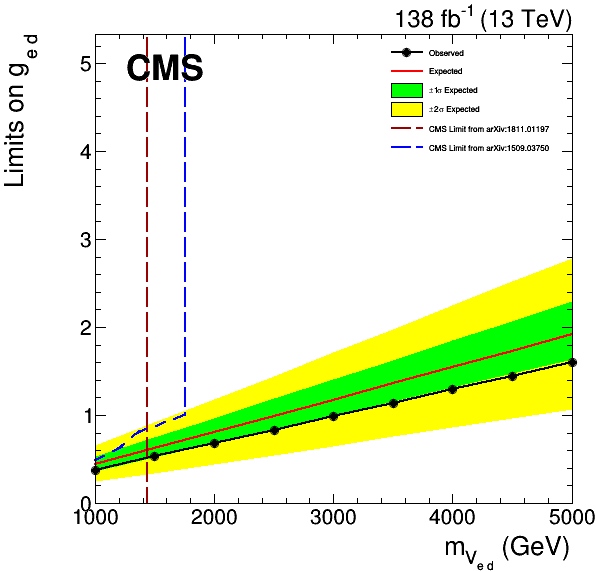 138 fb⁻¹ (13 TeV)
Limits on g_ed
CMS
Observed
Expected
±1σ Expected
±2σ Expected
CMS Limit from arXiv:1811.01197
CMS Limit from arXiv:1509.03750
5
4
3
2
1
0
1000 2000 3000 4000 5000
m_V_ed (GeV)